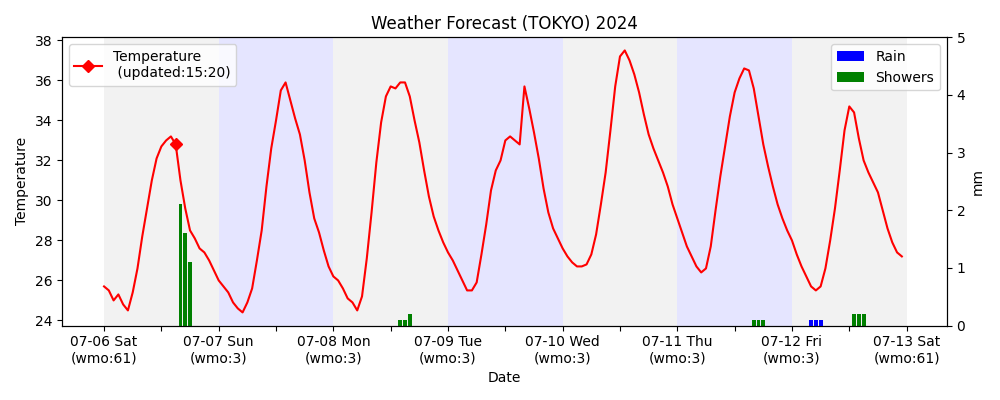 Weather Forecast (TOKYO) 2024
Temperature
(updated:15:20)
Rain
Showers
Temperature
38
36
34
32
30
28
26
24
5
4
3
2
1
0
mm
07-06 Sat
(wmo:61)
07-07 Sun
(wmo:3)
07-08 Mon
(wmo:3)
07-09 Tue
(wmo:3)
07-10 Wed
(wmo:3)
07-11 Thu
(wmo:3)
07-12 Fri
(wmo:3)
07-13 Sat
(wmo:61)
Date